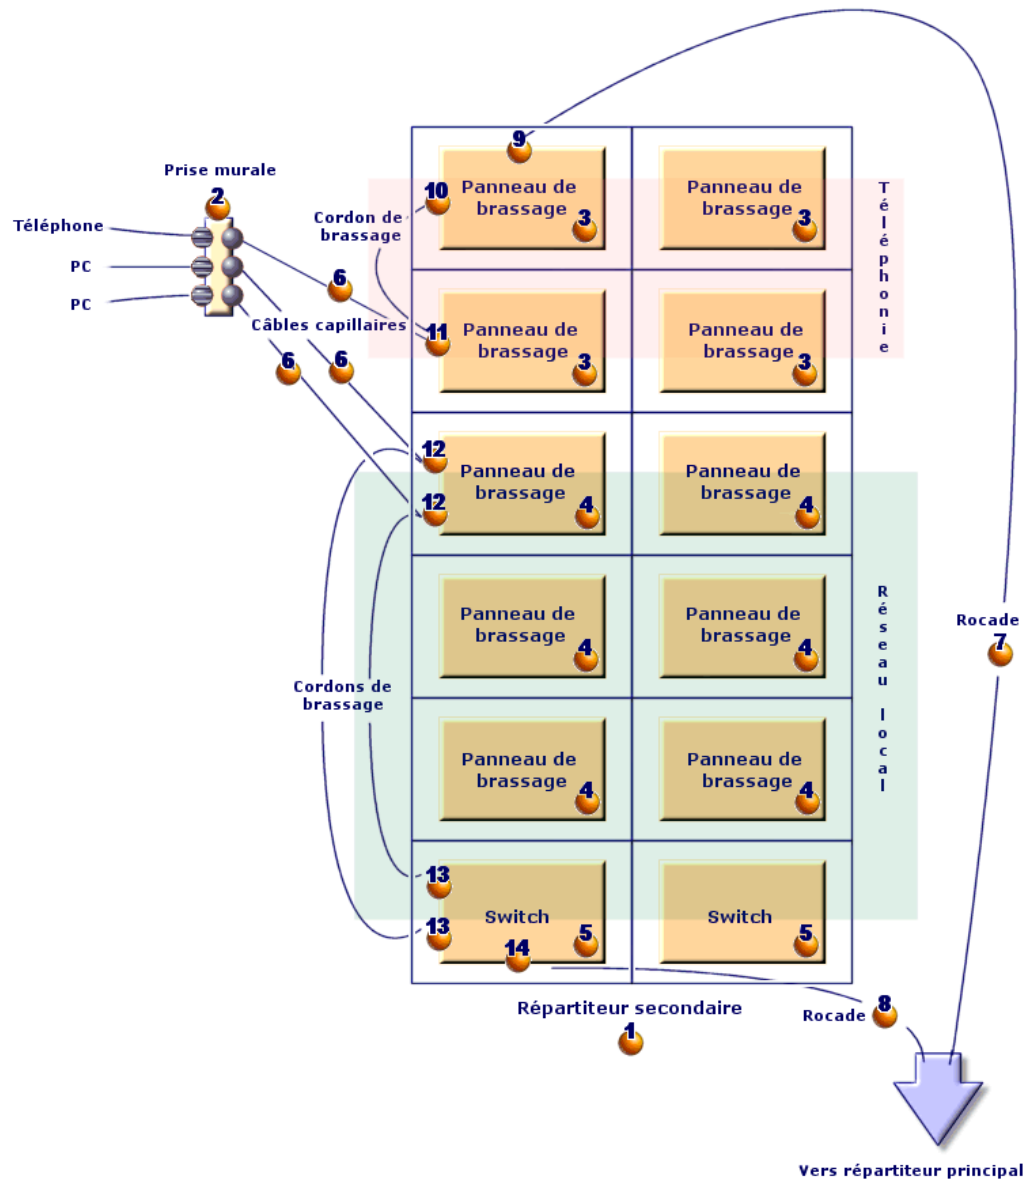 9
Prise murale
2
10
Panneau de
brassage
3
Panneau de
brassage
3
Téléphonie
Téléphone
PC
PC
Cordon de
brassage
6
Câbles capillaires
6
6
11
Panneau de
brassage
3
Panneau de
brassage
3
12
12
Panneau de
brassage
4
Panneau de
brassage
4
Réseau local
Panneau de
brassage
4
Panneau de
brassage
4
Rocade
7
Cordons de
brassage
Panneau de
brassage
4
Panneau de
brassage
4
13
13
Switch
5
14
Switch
5
Répartiteur secondaire
1
Rocade
8
Vers répartiteur principal